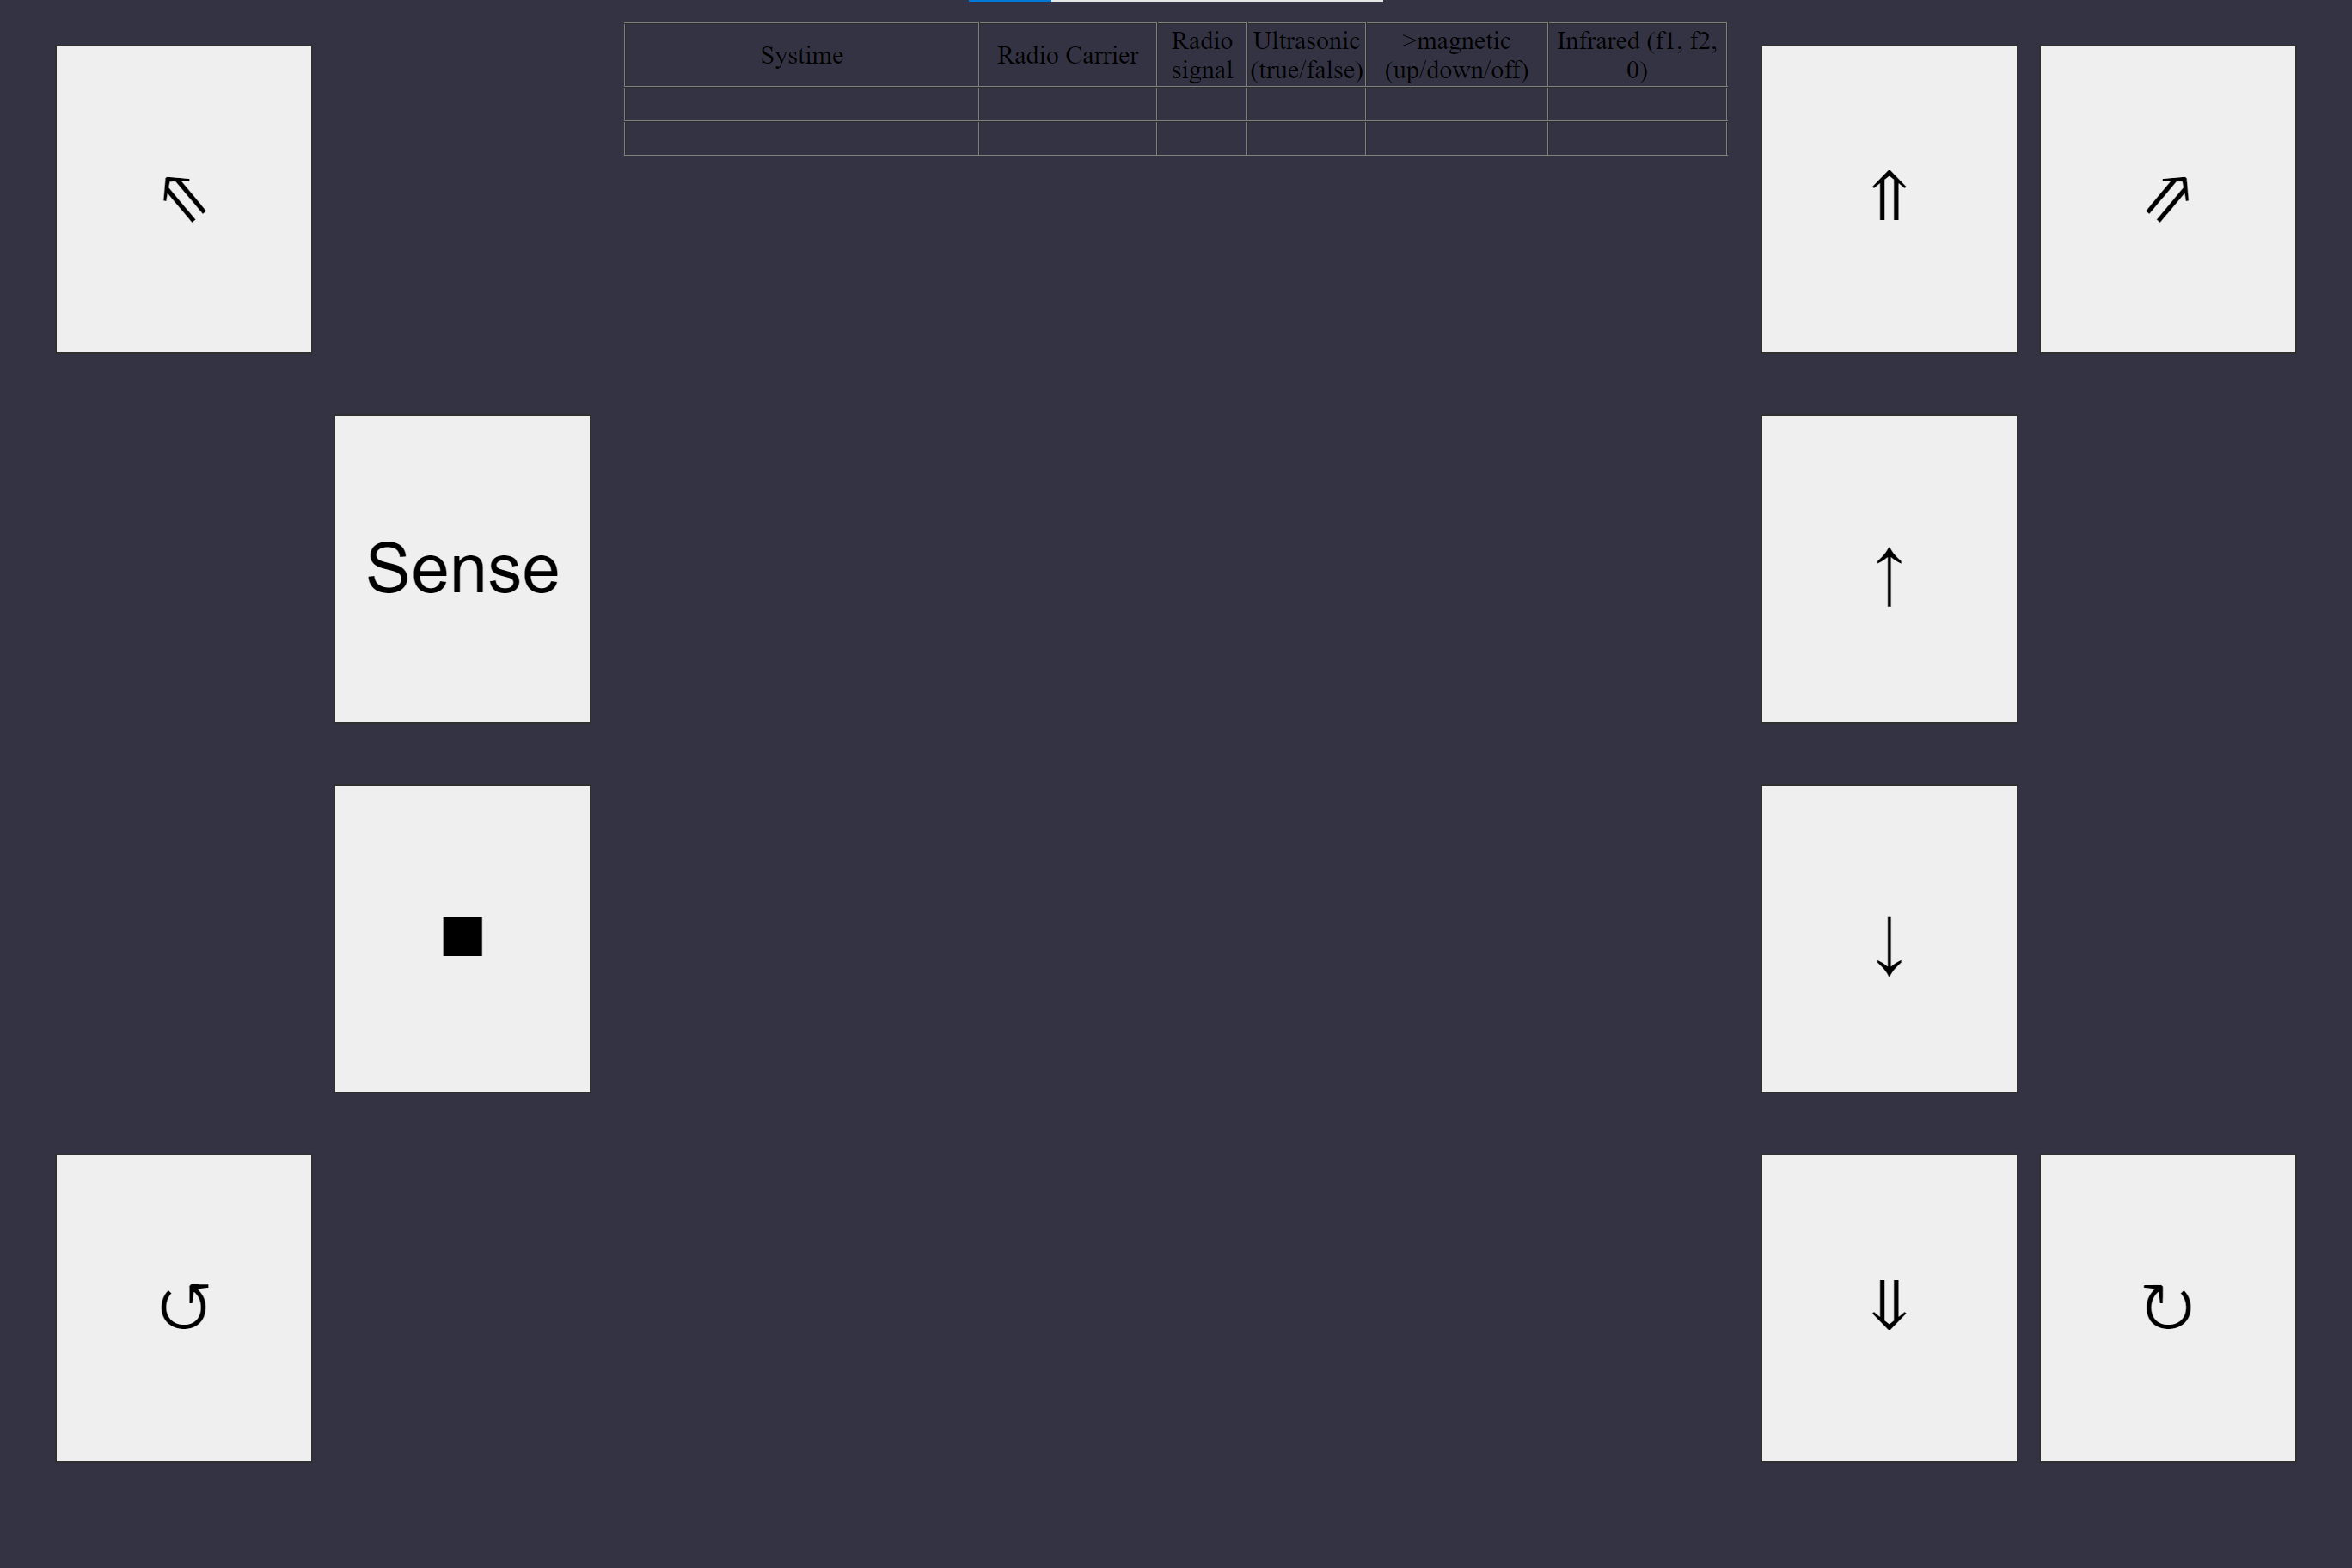 Systime
Radio Carrier
Radio
signal
Ultrasonic
(true/false)
>magnetic
(up/down/off)
Infrared (f1, f2,
0)
⇖
⇑
⇗
Sense
↑
■
↓
↺
⇓
↻